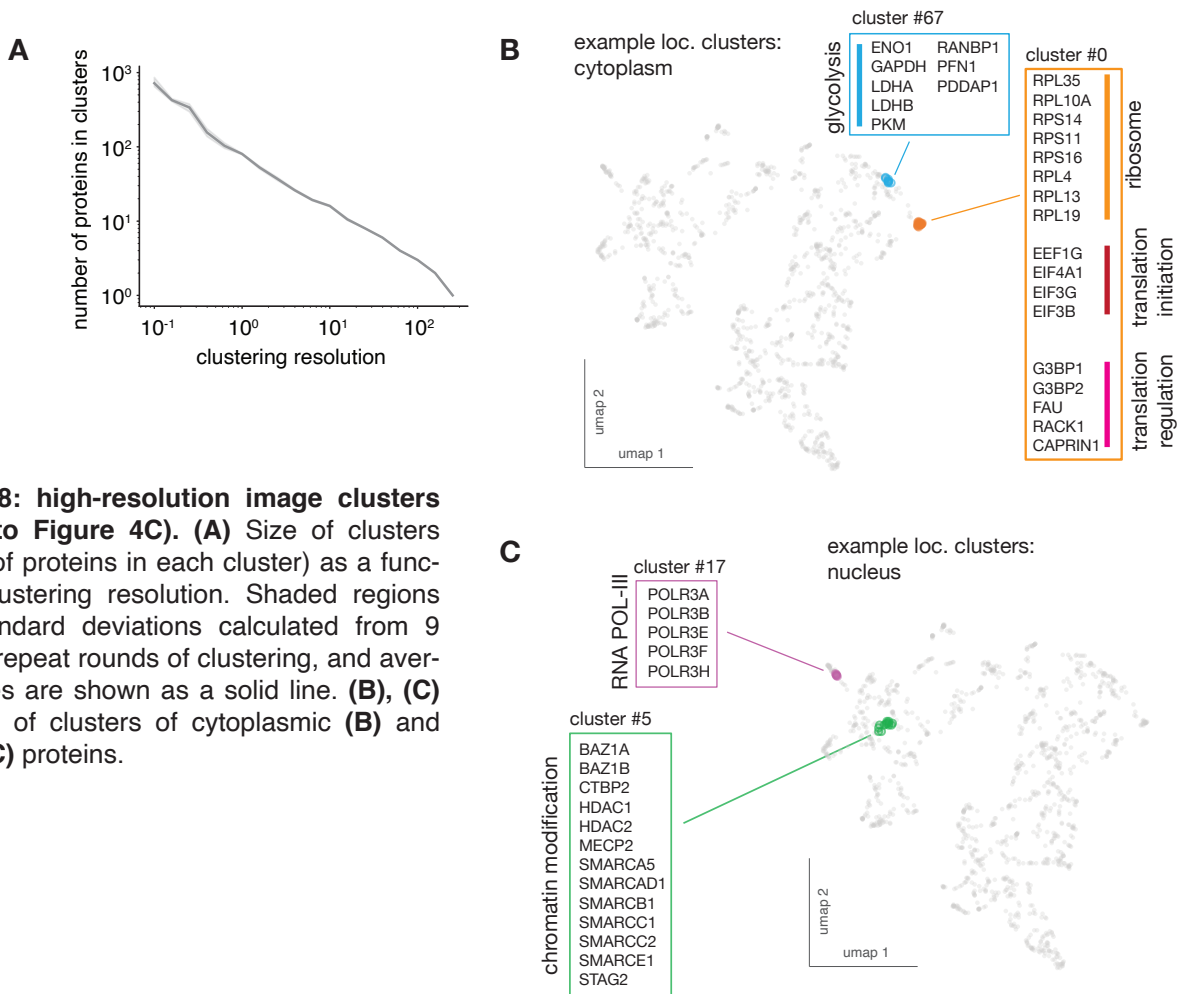 A
number of proteins in clusters
10³
10²
10¹
10⁰
10⁻¹
10⁰
10¹
10²
clustering resolution
8: high-resolution image clusters
to Figure 4C). (A) Size of clusters
of proteins in each cluster) as a func-
ustering resolution. Shaded regions
ndard deviations calculated from 9
repeat rounds of clustering, and aver-
es are shown as a solid line. (B), (C)
of clusters of cytoplasmic (B) and
C) proteins.
B
example loc. clusters:
cytoplasm
cluster #67
glycolysis
ENO1 RANBP1
GAPDH PFN1
LDHA PDDAP1
LDHB
PKM
cluster #0
RPL35
RPL10A
RPS14
RPS11
RPS16
RPL4
RPL13
RPL19
ribosome
EEF1G
EIF4A1
EIF3G
EIF3B
translation
initiation
G3BP1
G3BP2
FAU
RACK1
CAPRIN1
translation
regulation
umap 2
umap 1
C
example loc. clusters:
nucleus
cluster #17
RNA POL-III
POLR3A
POLR3B
POLR3E
POLR3F
POLR3H
cluster #5
chromatin modification
BAZ1A
BAZ1B
CTBP2
HDAC1
HDAC2
MECP2
SMARCA5
SMARCAD1
SMARCB1
SMARCC1
SMARCC2
SMARCE1
STAG2
umap 2
umap 1